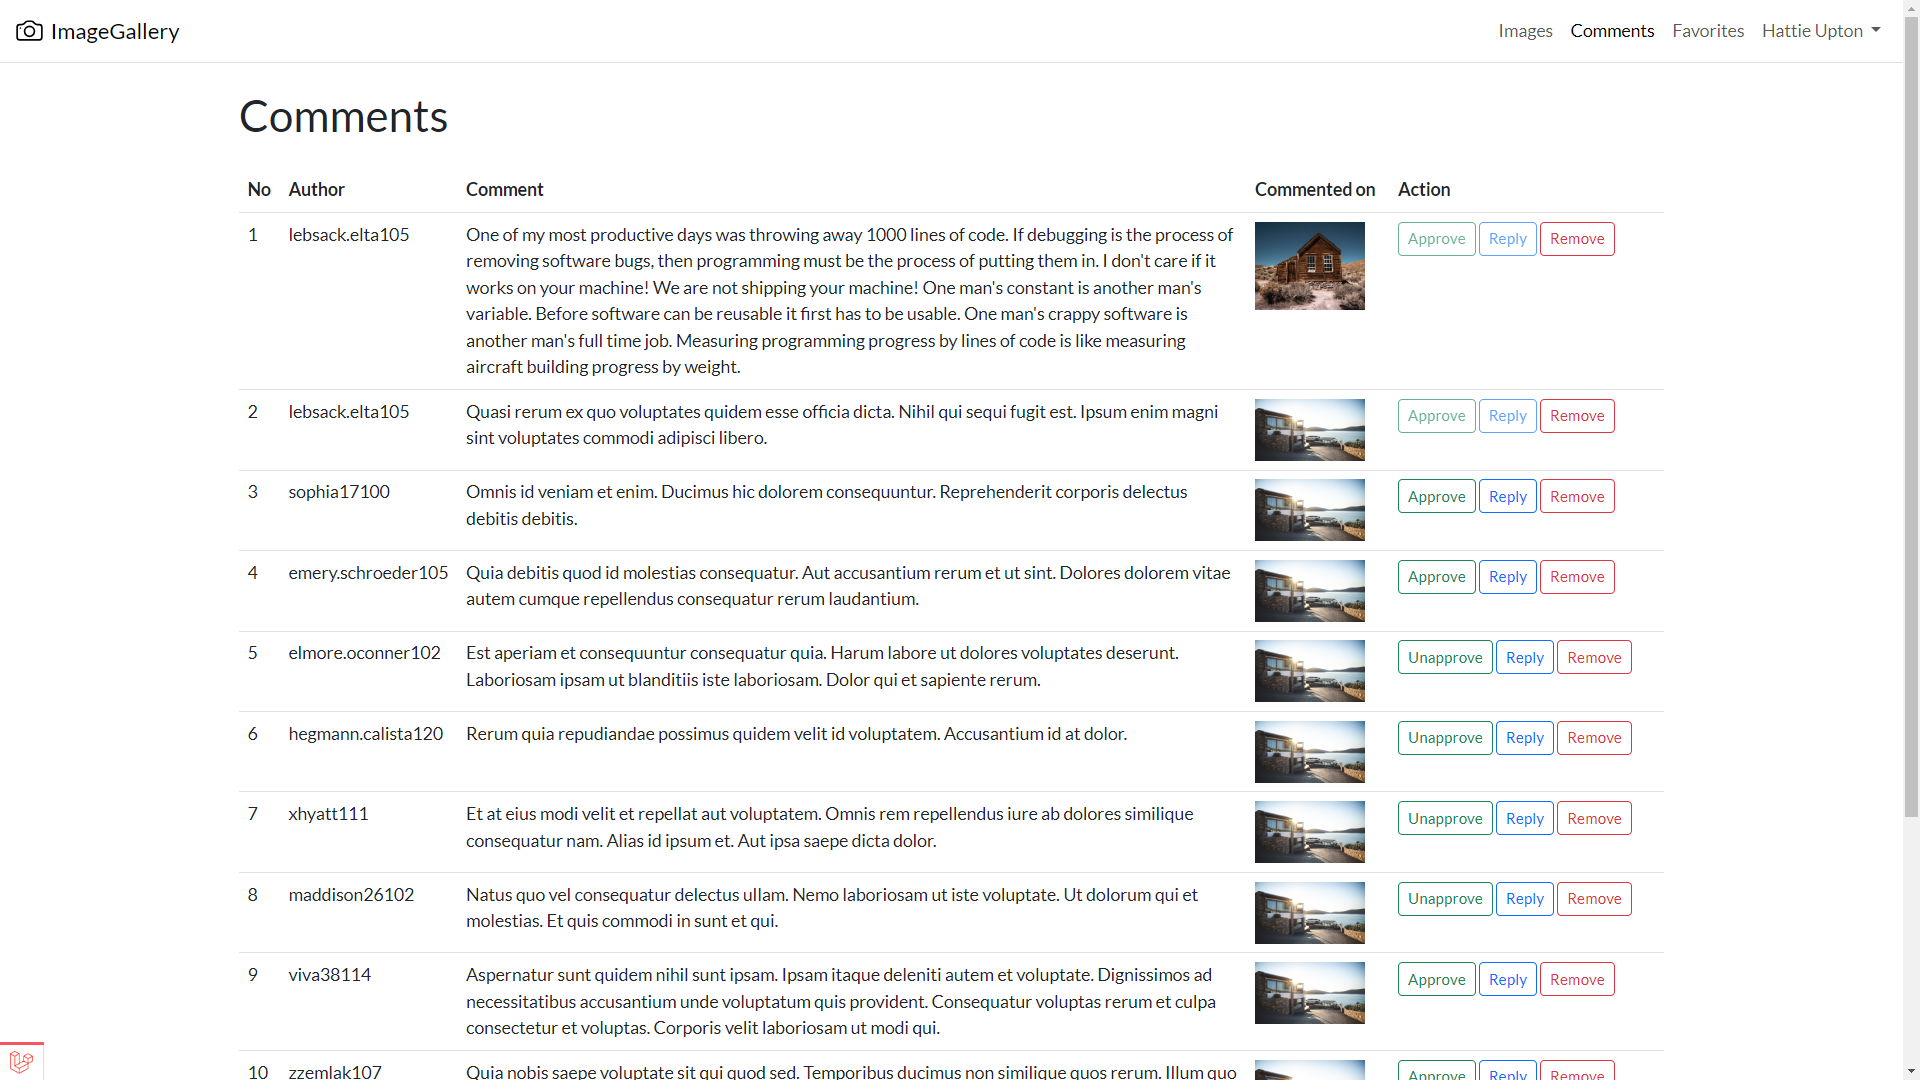 ImageGallery
Images Comments Favorites Hattie Upton
Comments
No Author Comment Commented on Action
1 lebsack.elta105 One of my most productive days was throwing away 1000 lines of code. If debugging is the process of Approve Reply Remove
removing software bugs, then programming must be the process of putting them in. I don't care if it
works on your machine! We are not shipping your machine! One man's constant is another man's
variable. Before software can be reusable it first has to be usable. One man's crappy software is
another man's full time job. Measuring programming progress by lines of code is like measuring
aircraft building progress by weight.
2 lebsack.elta105 Quasi rerum ex quo voluptates quidem esse officia dicta. Nihil qui sequi fugit est. Ipsum enim magni Approve Reply Remove
sint voluptates commodi adipisci libero.
3 sophia17100 Omnis id veniam et enim. Ducimus hic dolorem consequuntur. Reprehenderit corporis delectus Approve Reply Remove
debitis debitis.
4 emery.schroeder105 Quia debitis quod id molestias consequatur. Aut accusantium rerum et ut sint. Dolores dolorem vitae Approve Reply Remove
autem cumque repellendus consequatur rerum laudantium.
5 elmore.oconner102 Est aperiam et consequuntur consequatur quia. Harum labore ut dolores voluptates deserunt. Unapprove Reply Remove
Laboriosam ipsam ut blanditiis iste laboriosam. Dolor qui et sapiente rerum.
6 hegmann.calista120 Rerum quia repudiandae possimus quidem velit id voluptatem. Accusantium id at dolor. Unapprove Reply Remove
7 xhyatt111 Et at eius modi velit et repellat aut voluptatem. Omnis rem repellendus iure ab dolores similique Unapprove Reply Remove
consequatur nam. Alias id ipsum et. Aut ipsa saepe dicta dolor.
8 maddison26102 Natus quo vel consequatur delectus ullam. Nemo laboriosam ut iste voluptate. Ut dolorum qui et Unapprove Reply Remove
molestias. Et quis commodi in sunt et qui.
9 viva38114 Aspernatur sunt quidem nihil sunt ipsam. Ipsam itaque deleniti autem et voluptate. Dignissimos ad Approve Reply Remove
necessitatibus accusantium unde voluptatum quis provident. Consequatur voluptas rerum et culpa
consectetur et voluptas. Corporis velit laboriosam ut modi qui.
10 zzemlak107 Quia nobis saepe voluptate sit qui quod sed. Temporibus ducimus non similique quos rerum. Illum quo Approve Reply Remove